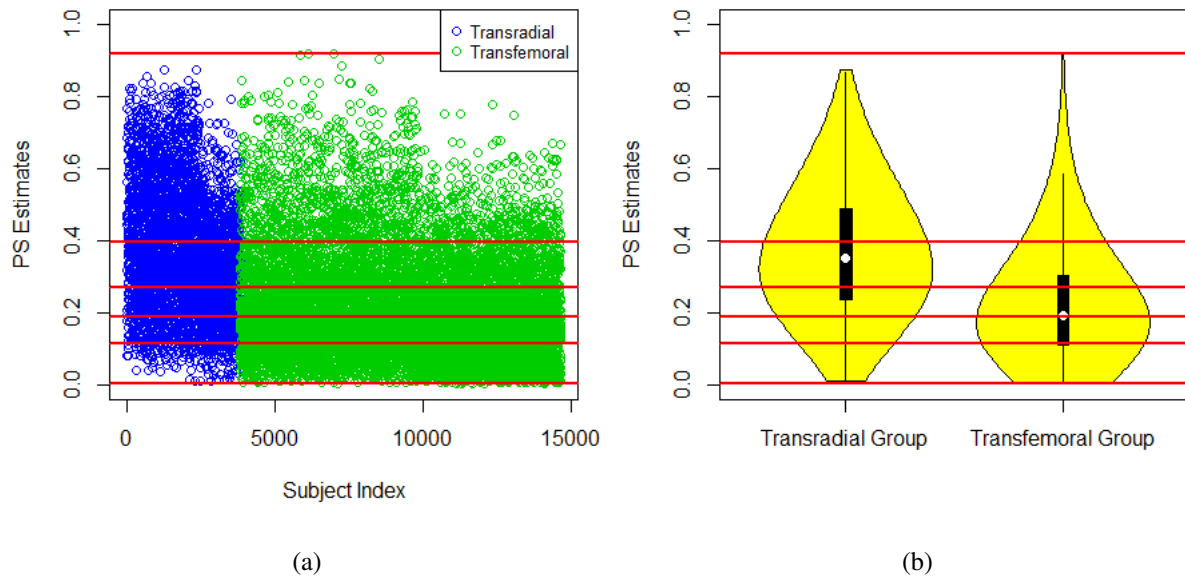 PS Estimates
1.0
0.8
0.6
0.4
0.2
0.0
Transradial
Transfemoral
0 5000 10000 15000
Subject Index
(a)
PS Estimates
1.0
0.8
0.6
0.4
0.2
0.0
Transradial Group Transfemoral Group
(b)